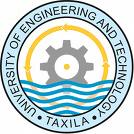 UNIVERSITY OF ENGINEERING AND TECHNOLOGY
• TAXILA •